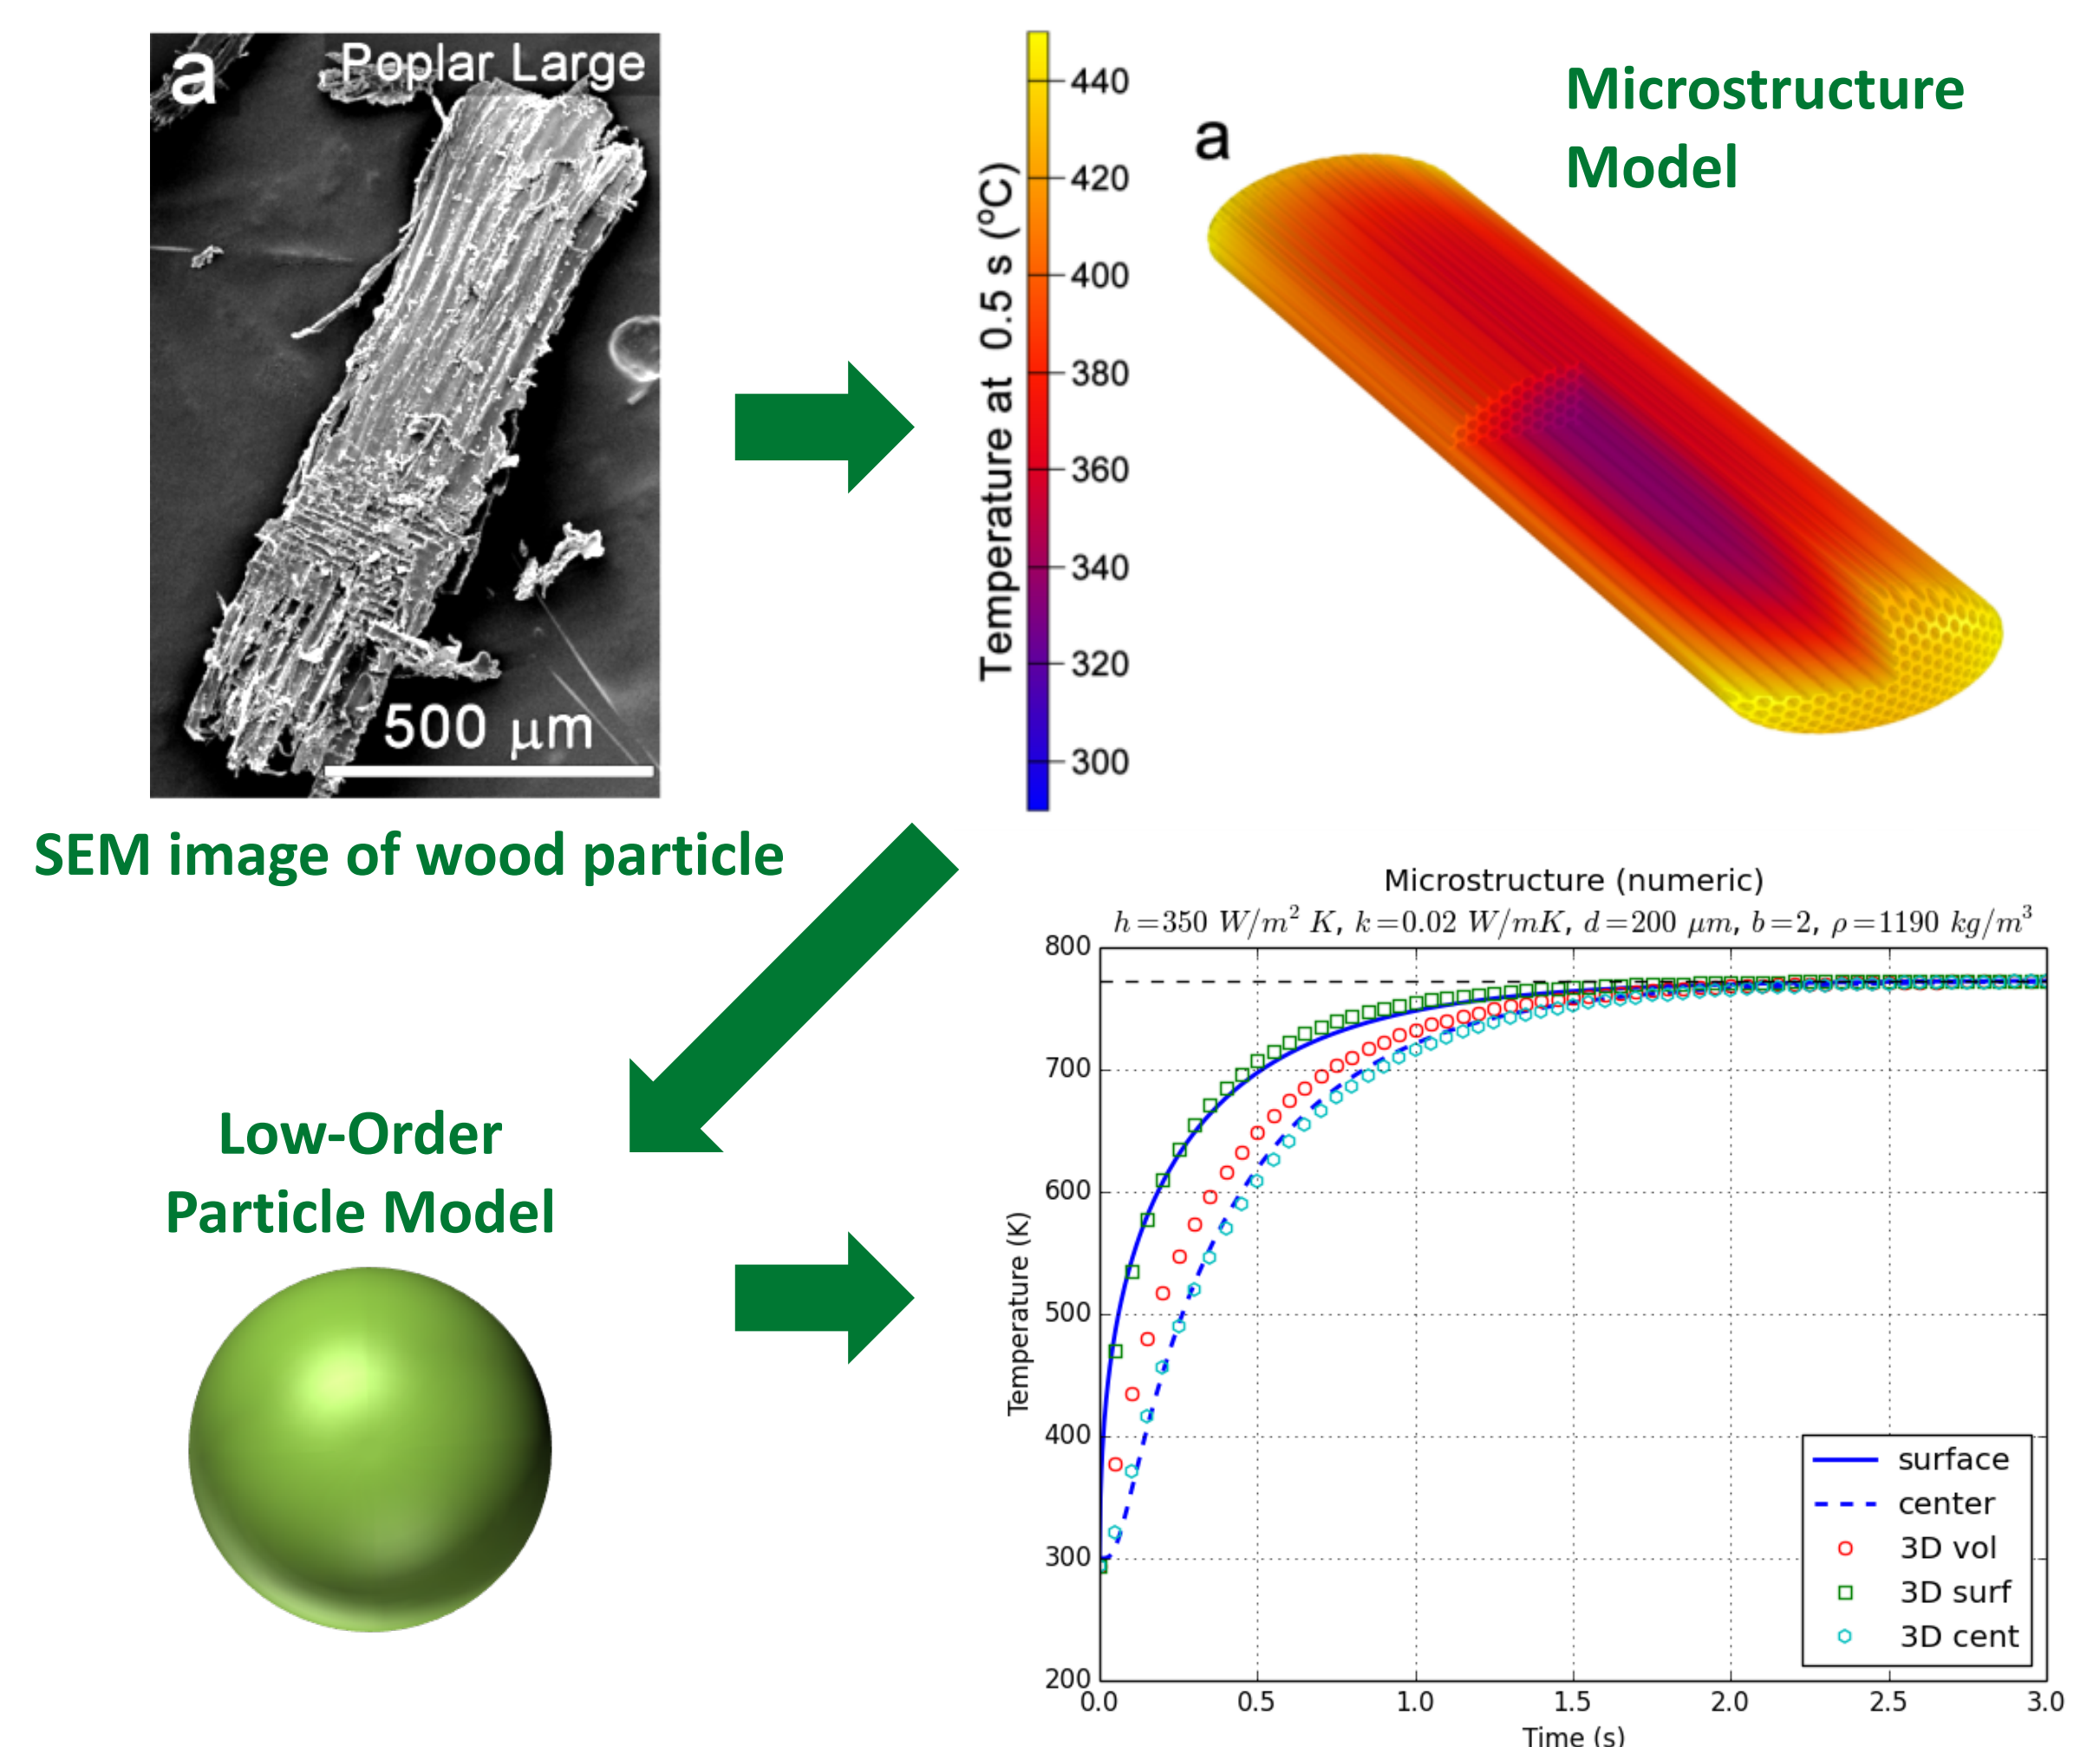 a
Poplar Large
500 μm
SEM image of wood particle
Temperature at 0.5 s (ºC)
440
420
400
380
360
340
320
300
a
Microstructure
Model
Low-Order
Particle Model
Microstructure (numeric)
h=350 W/m² K, k=0.02 W/mK, d=200 μm, b=2, ρ=1190 kg/m³
Temperature (K)
800
700
600
500
400
300
200
surface
center
3D vol
3D surf
3D cent
0.0 0.5 1.0 1.5 2.0 2.5 3.0
Time (s)